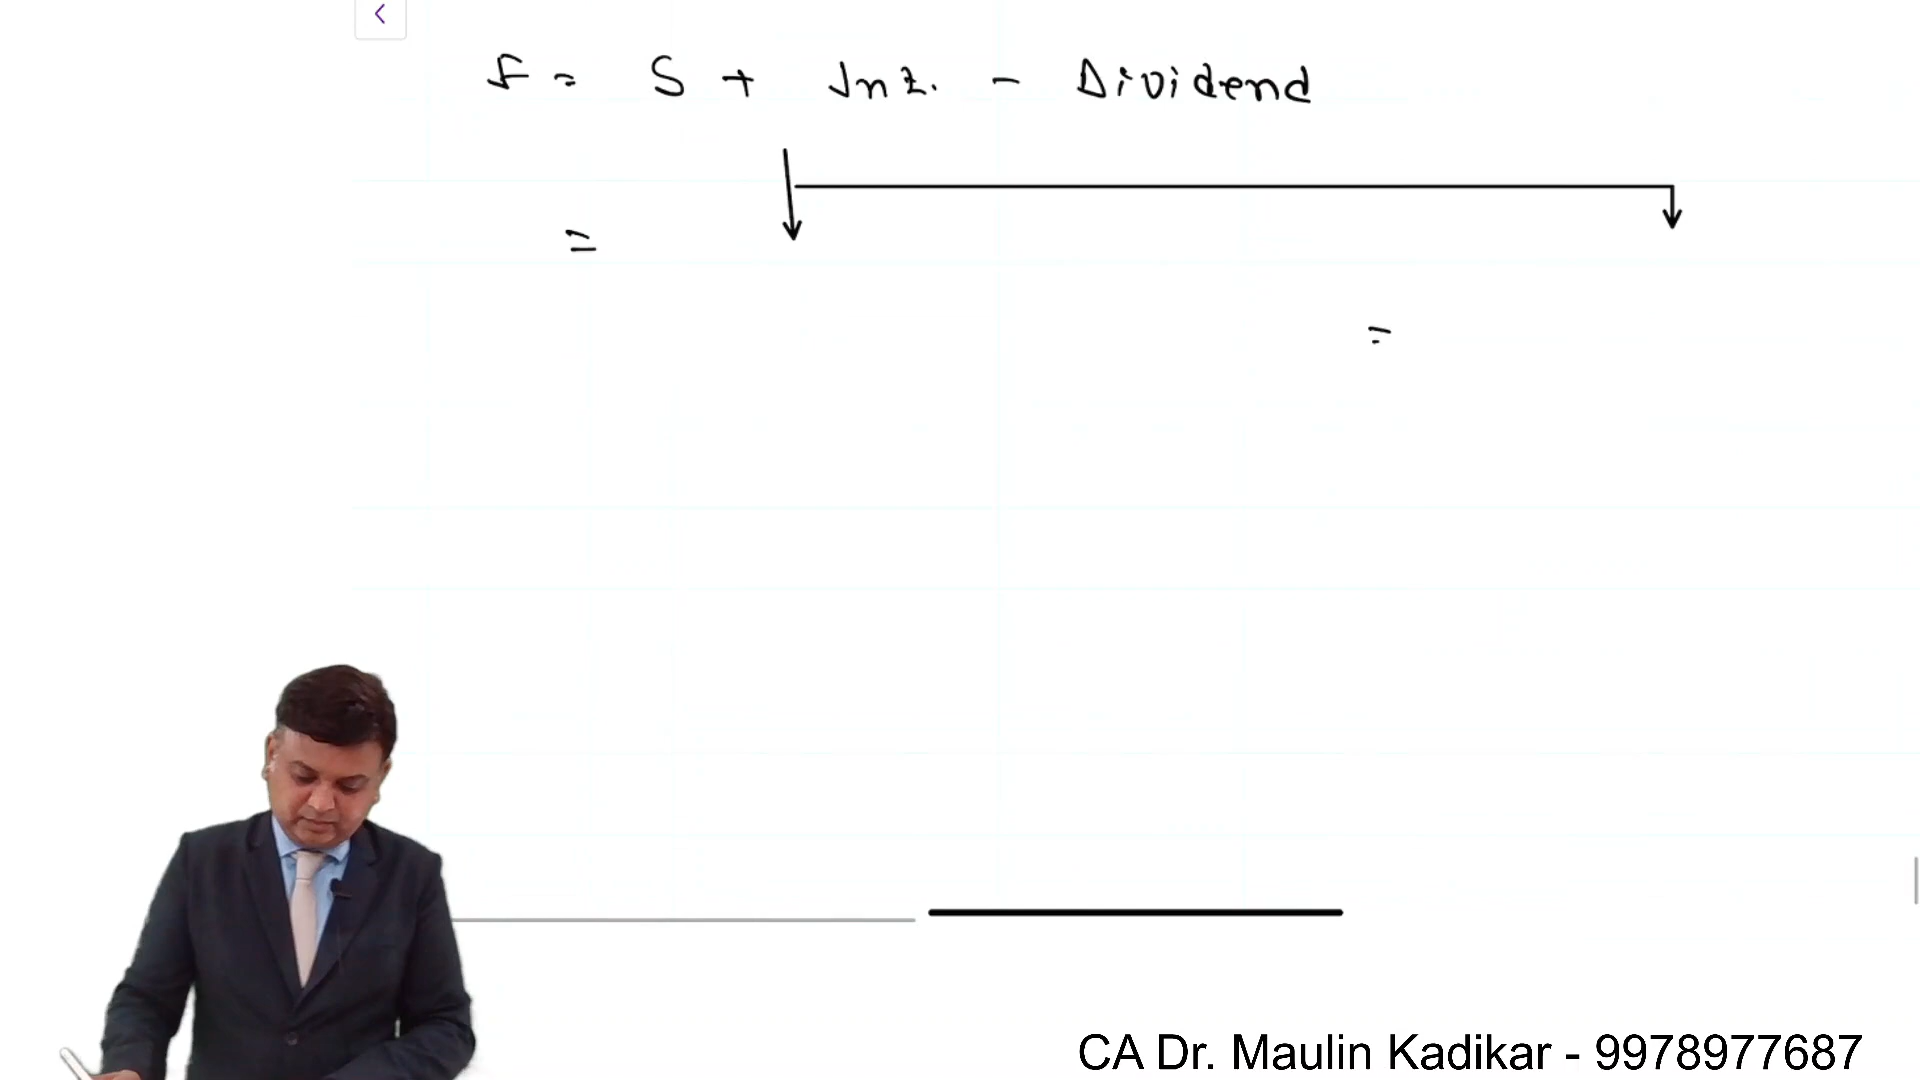 F = S + Int. - Dividend
=
=
CA Dr. Maulin Kadikar - 9978977687